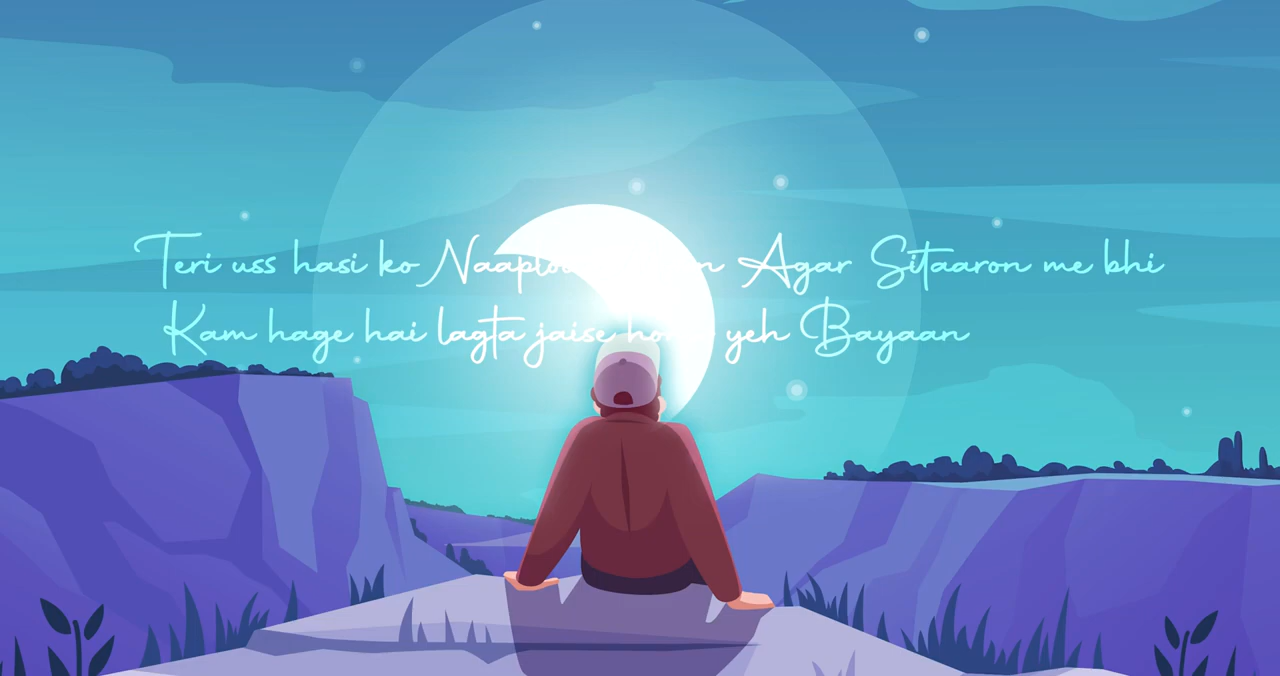 Teri uss hasi ko Agar Sitaaron me bhi
Kam hage hai lagta jaise yeh Bayaan